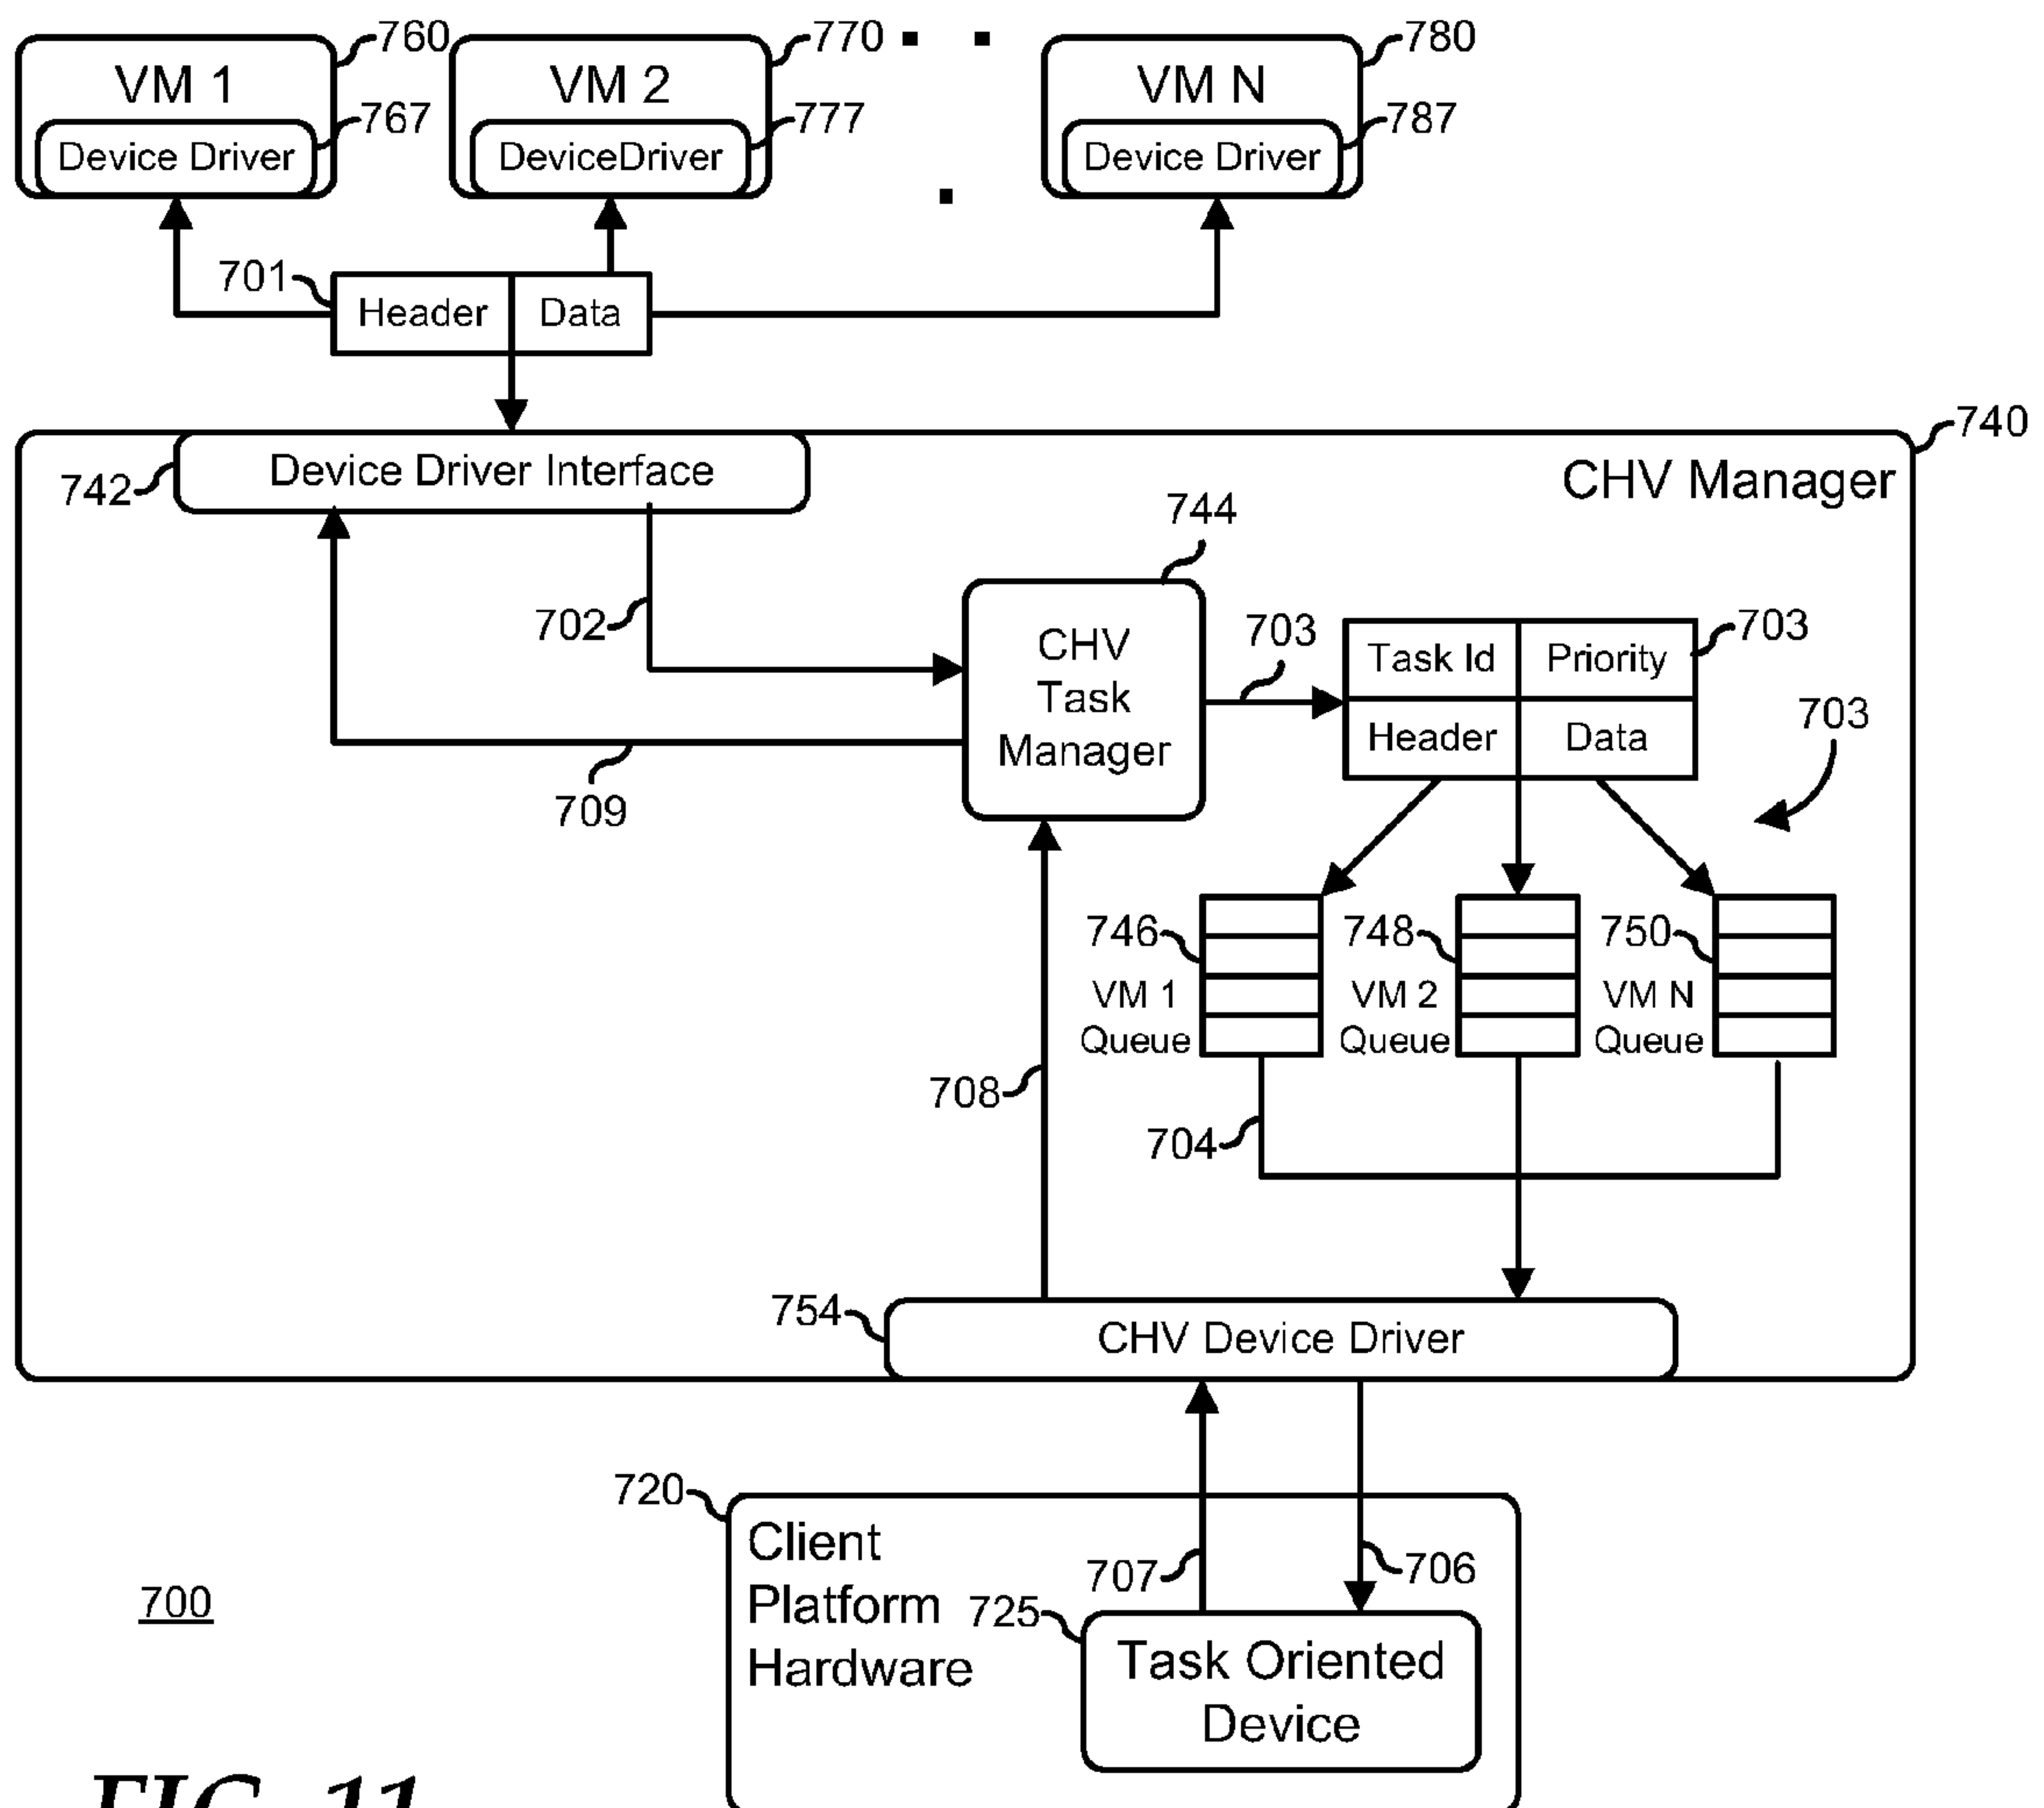 760
770
780
VM 1
VM 2
VM N
767
777
787
Device Driver
DeviceDriver
Device Driver
701
Header
Data
740
742
Device Driver Interface
CHV Manager
744
702
703
703
CHV
Task
Manager
Task Id
Priority
703
Header
Data
709
746
748
750
VM 1
Queue
VM 2
Queue
VM N
Queue
708
704
754
CHV Device Driver
720
Client
Platform
Hardware
707
706
700
725
Task Oriented
Device
FIG. 11